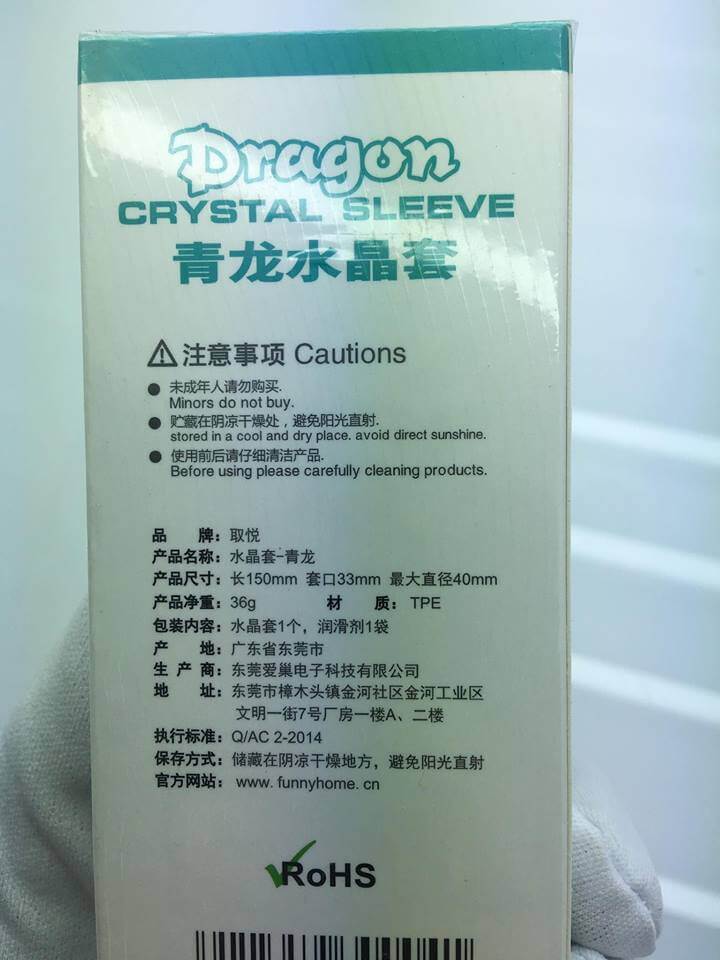 Dragon
CRYSTAL SLEEVE
青龙水晶套
注意事项 Cautions
● 未成年人请勿购买.
Minors do not buy.
● 贮藏在阴凉干燥处，避免阳光直射.
stored in a cool and dry place. avoid direct sunshine.
● 使用前后请仔细清洁产品.
Before using please carefully cleaning products.
品 牌：取悦
产品名称：水晶套-青龙
产品尺寸：长150mm 套口33mm 最大直径40mm
产品净重：36g 材 质：TPE
包装内容：水晶套1个，润滑剂1袋
产 地：广东省东莞市
生 产 商：东莞爱巢电子科技有限公司
地 址：东莞市樟木头镇金河社区金河工业区
文明一街7号厂房一楼A、二楼
执行标准：Q/AC 2-2014
保存方式：储藏在阴凉干燥地方，避免阳光直射
官方网站：www.funnyhome.cn
RoHS